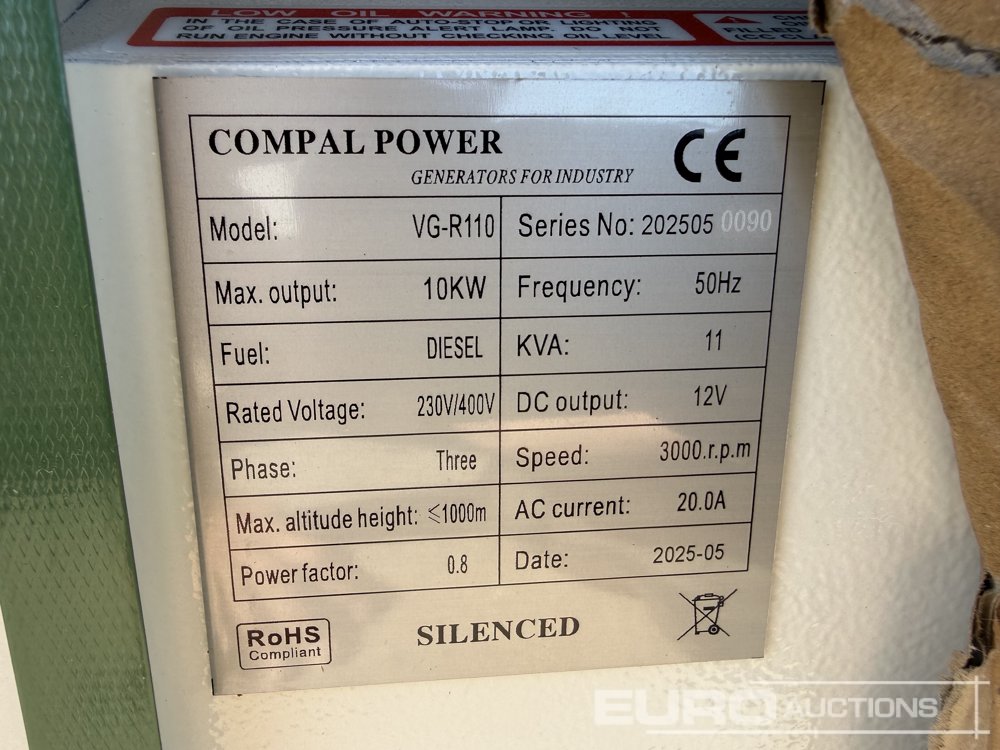 LOW OIL WARNING !
IN THE CASE OF AUTO-STOP OR LIGHTING
OF OIL PRESSURE ALERT LAMP. DO NOT
RUN ENGINE WITHOUT CHECKING OIL LEVEL.
FILLED
COMPAL POWER
GENERATORS FOR INDUSTRY
CE
Model: VG-R110 Series No: 202505 0090
Max. output: 10KW Frequency: 50Hz
Fuel: DIESEL KVA: 11
Rated Voltage: 230V/400V DC output: 12V
Phase: Three Speed: 3000.r.p.m
Max. altitude height: ≤1000m AC current: 20.0A
Power factor: 0.8 Date: 2025-05
RoHS
Compliant
SILENCED
EURO AUCTIONS